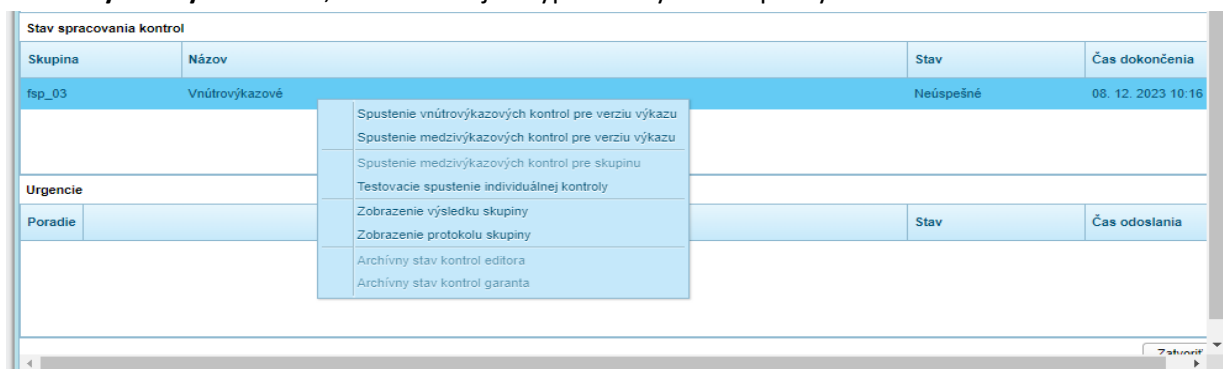 Stav spracovania kontrol
Skupina Názov Stav Čas dokončenia
fsp_03 Vnútrovýkazové Neúspešné 08. 12. 2023 10:16
Spustenie vnútrovýkazových kontrol pre verziu výkazu
Spustenie medzivýkazových kontrol pre verziu výkazu
Spustenie medzivýkazových kontrol pre skupinu
Testovacie spustenie individuálnej kontroly
Zobrazenie výsledku skupiny
Zobrazenie protokolu skupiny
Archívny stav kontrol editora
Archívny stav kontrol garanta
Urgencie
Poradie Stav Čas odoslania
Zatvoriť